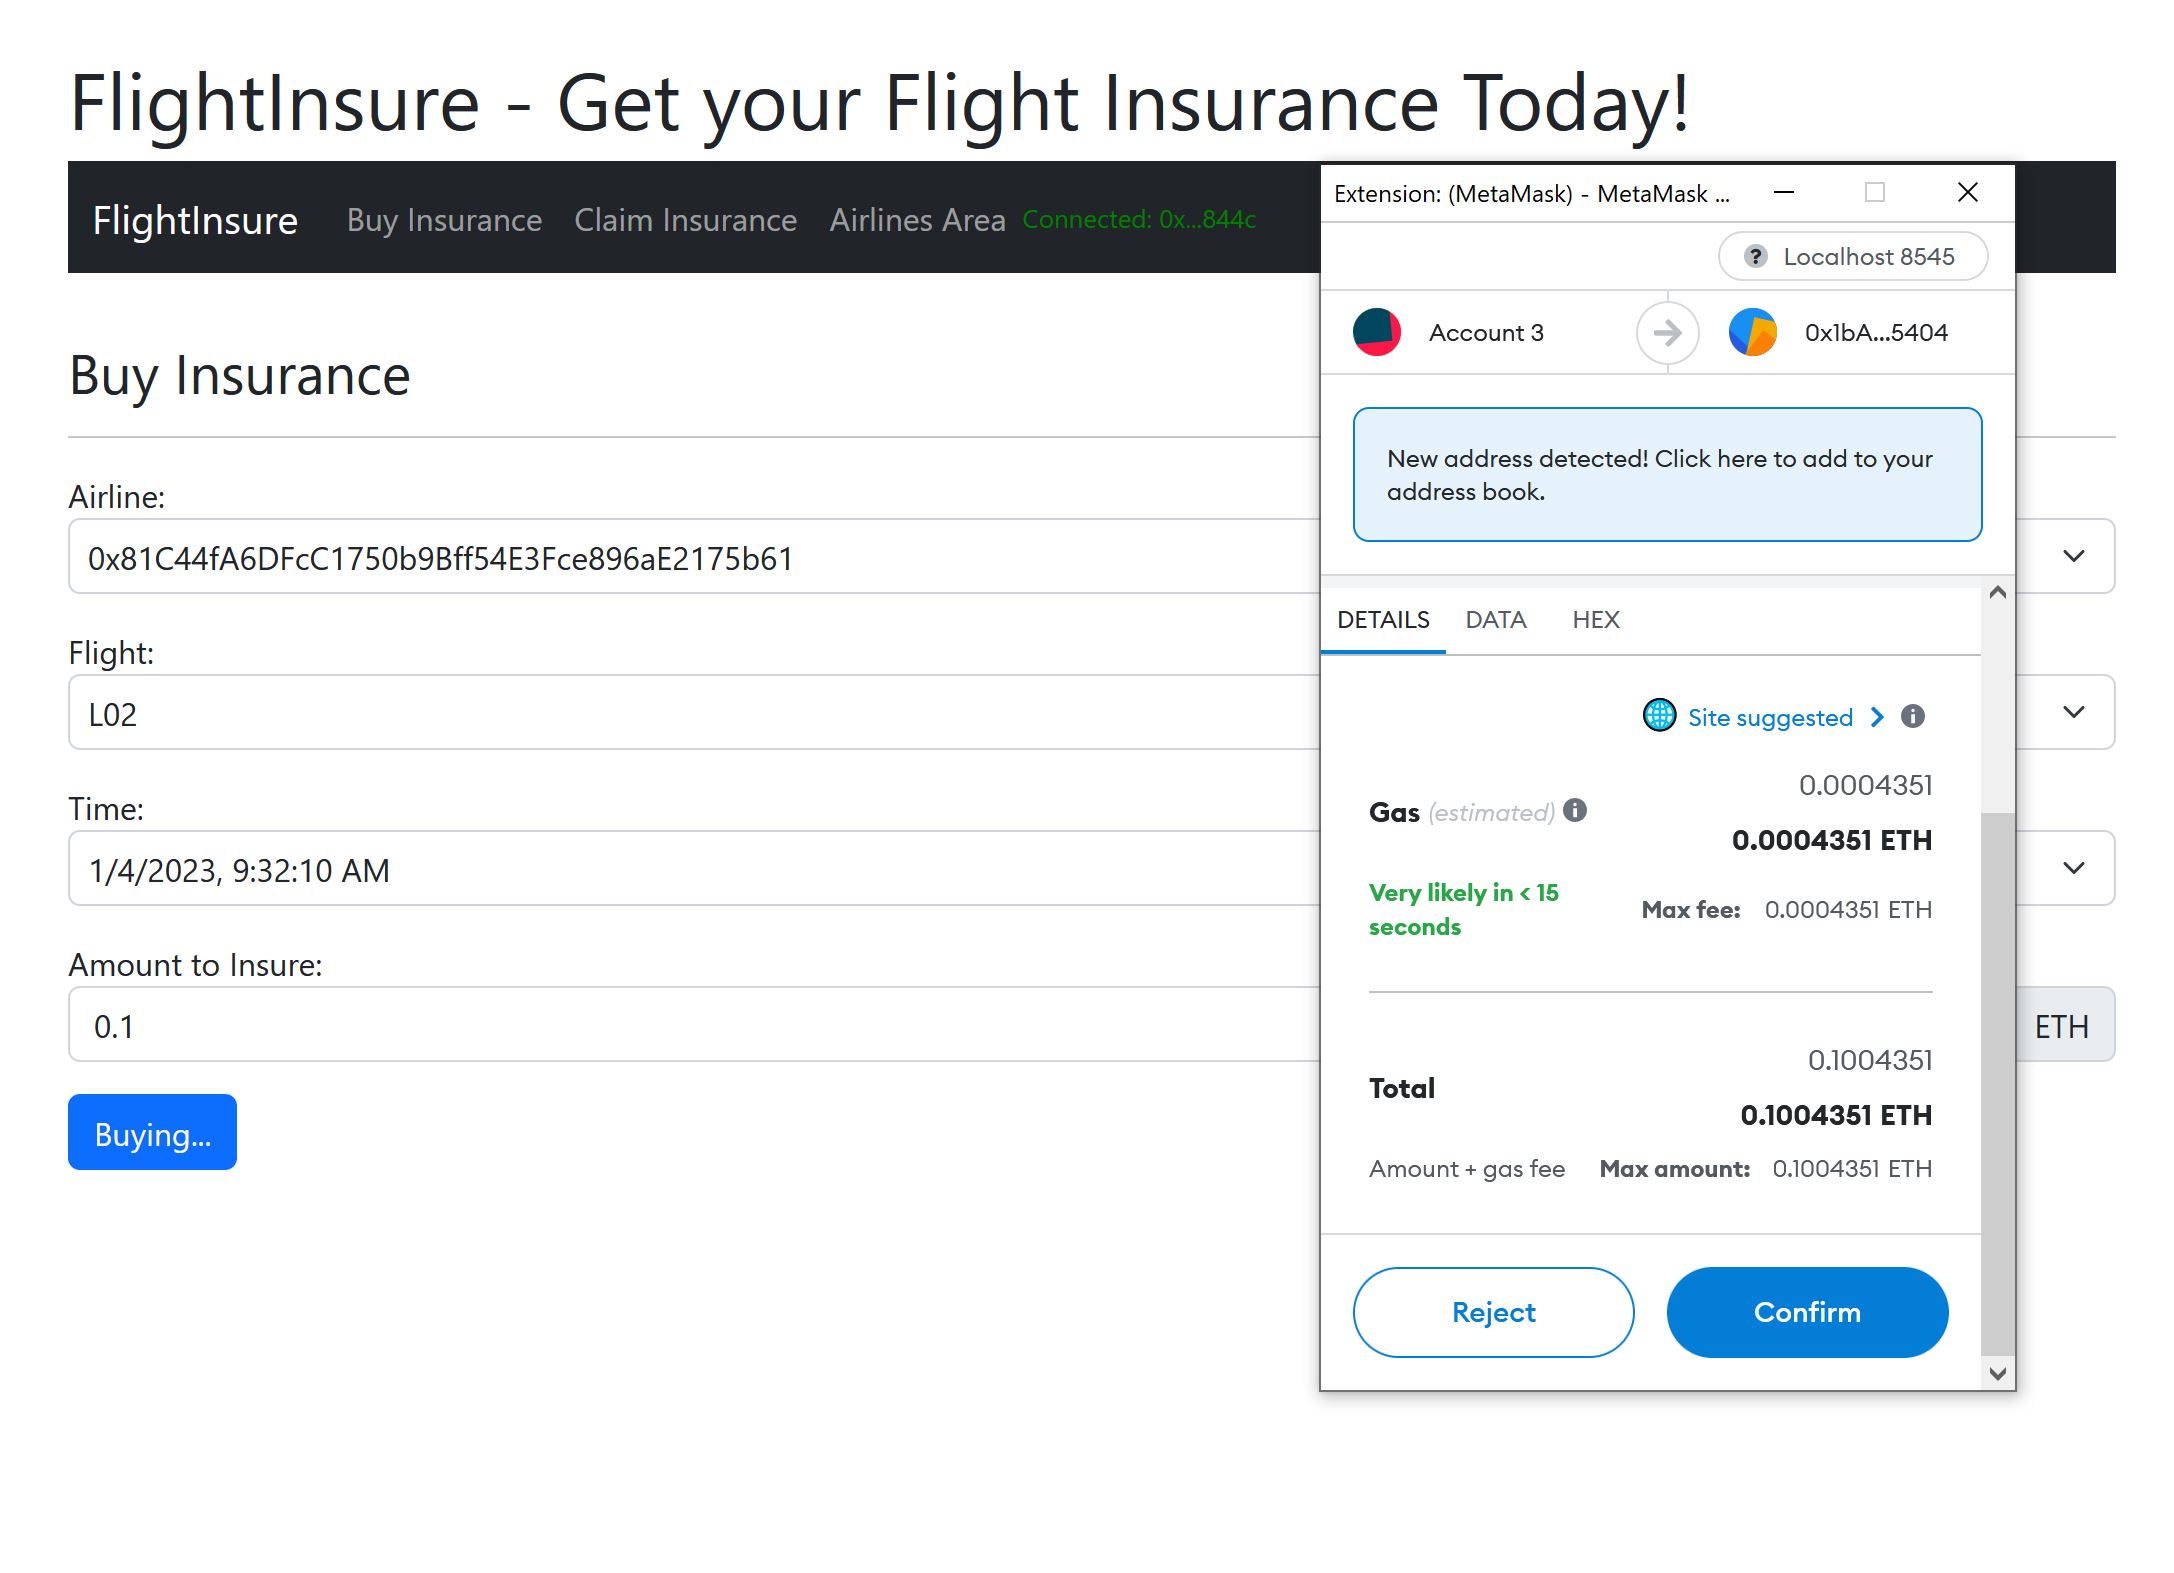 FlightInsure - Get your Flight Insurance Today!
FlightInsure Buy Insurance Claim Insurance Airlines Area Connected: 0x...844c
Buy Insurance
Airline:
0x81C44fA6DFcC1750b9Bff54E3Fce896aE2175b61
Flight:
L02
Time:
1/4/2023, 9:32:10 AM
Amount to Insure:
0.1
ETH
Buying...
Extension: (MetaMask) - MetaMask ...
? Localhost 8545
Account 3
0x1bA...5404
New address detected! Click here to add to your
address book.
DETAILS DATA HEX
Site suggested
0.0004351
Gas (estimated)
0.0004351 ETH
Very likely in < 15
seconds
Max fee: 0.0004351 ETH
0.1004351
Total
0.1004351 ETH
Amount + gas fee Max amount: 0.1004351 ETH
Reject Confirm